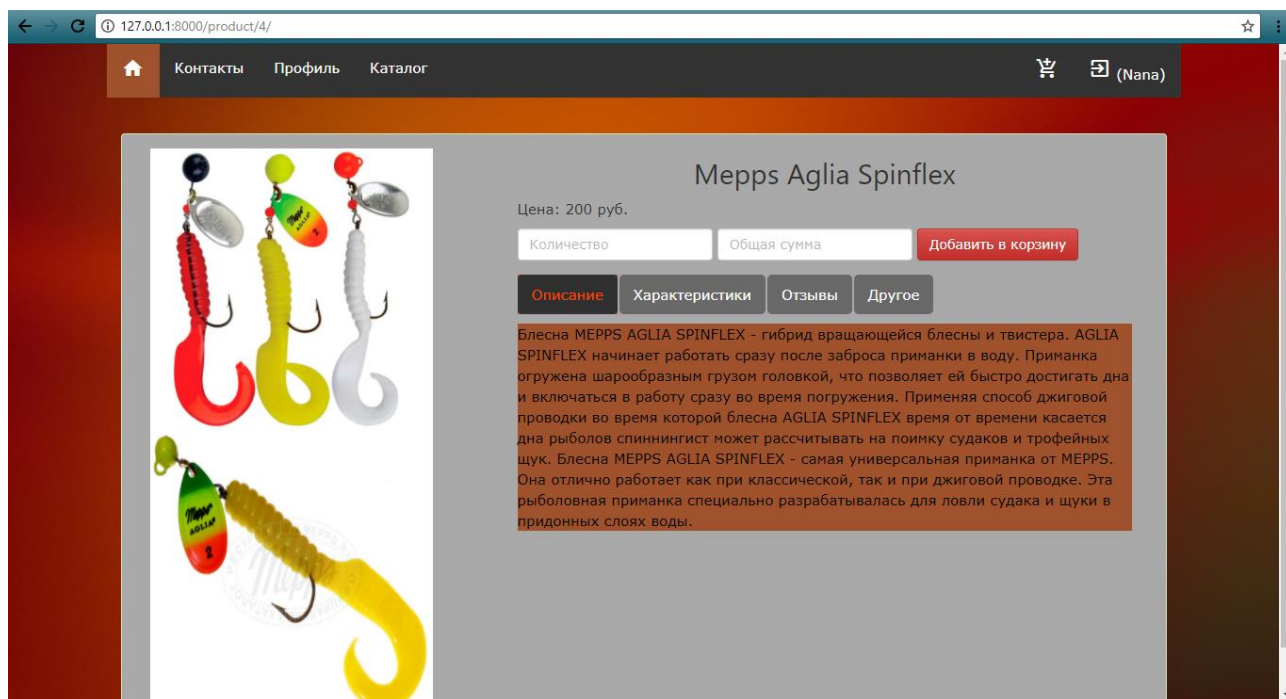 127.0.0.1:8000/product/4/
Контакты Профиль Каталог (Nana)
Mepps Aglia Spinflex
Цена: 200 руб.
Количество Общая сумма Добавить в корзину
Описание Характеристики Отзывы Другое
Блесна MEPPS AGLIA SPINFLEX - гибрид вращающейся блесны и твистера. AGLIA
SPINFLEX начинает работать сразу после заброса приманки в воду. Приманка
огружена шарообразным грузом головкой, что позволяет ей быстро достигать дна
и включаться в работу сразу во время погружения. Применяя способ джиговой
проводки во время которой блесна AGLIA SPINFLEX время от времени касается
дна рыболов спиннингист может рассчитывать на поимку судаков и трофейных
щук. Блесна MEPPS AGLIA SPINFLEX - самая универсальная приманка от MEPPS.
Она отлично работает как при классической, так и при джиговой проводке. Эта
рыболовная приманка специально разрабатывалась для ловли судака и щуки в
придонных слоях воды.
Mepps
AGLIA
2
Mepps
AGLIA
2
Mepps